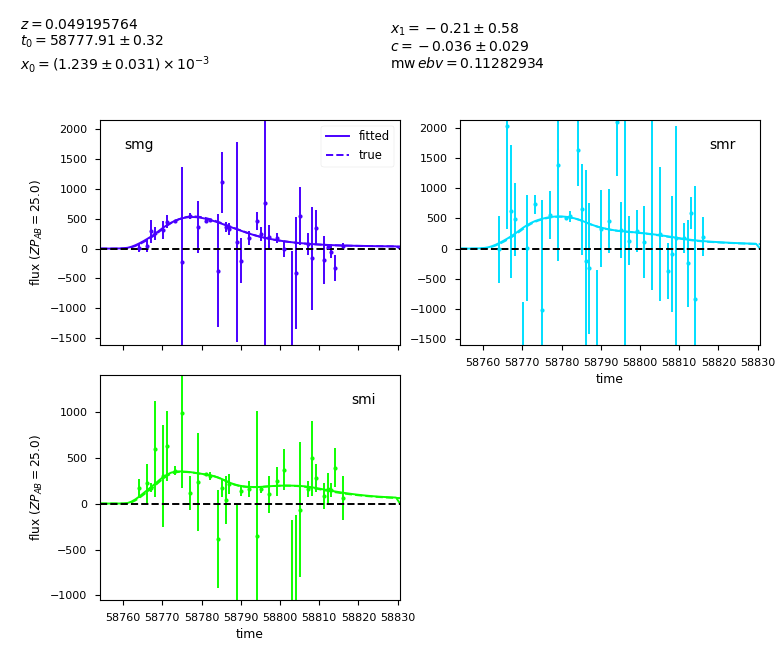 z = 0.049195764
t₀ = 58777.91 ± 0.32
x₀ = (1.239 ± 0.031) × 10⁻³
x₁ = −0.21 ± 0.58
c = −0.036 ± 0.029
mw ebv = 0.11282934
smg
fitted
true
2000
1500
1000
500
0
−500
−1000
−1500
flux (ZP_AB = 25.0)
smr
2000
1500
1000
500
0
−500
−1000
−1500
58760 58770 58780 58790 58800 58810 58820 58830
time
smi
1000
500
0
−500
−1000
flux (ZP_AB = 25.0)
58760 58770 58780 58790 58800 58810 58820 58830
time